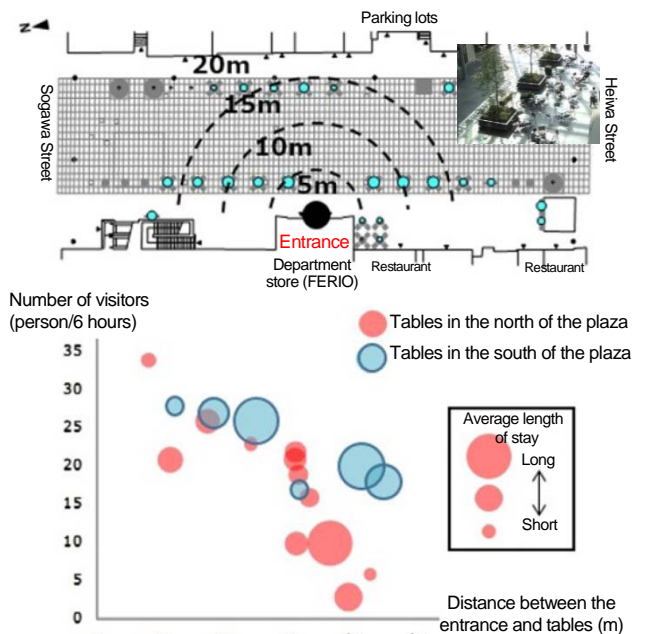 Parking lots
N
20m
15m
10m
5m
Sogawa Street
Heiwa Street
Entrance
Department
store (FERIO)
Restaurant
Restaurant
Number of visitors
(person/6 hours)
Tables in the north of the plaza
Tables in the south of the plaza
35
30
25
20
15
10
5
0
Average length
of stay
Long
Short
Distance between the
entrance and tables (m)